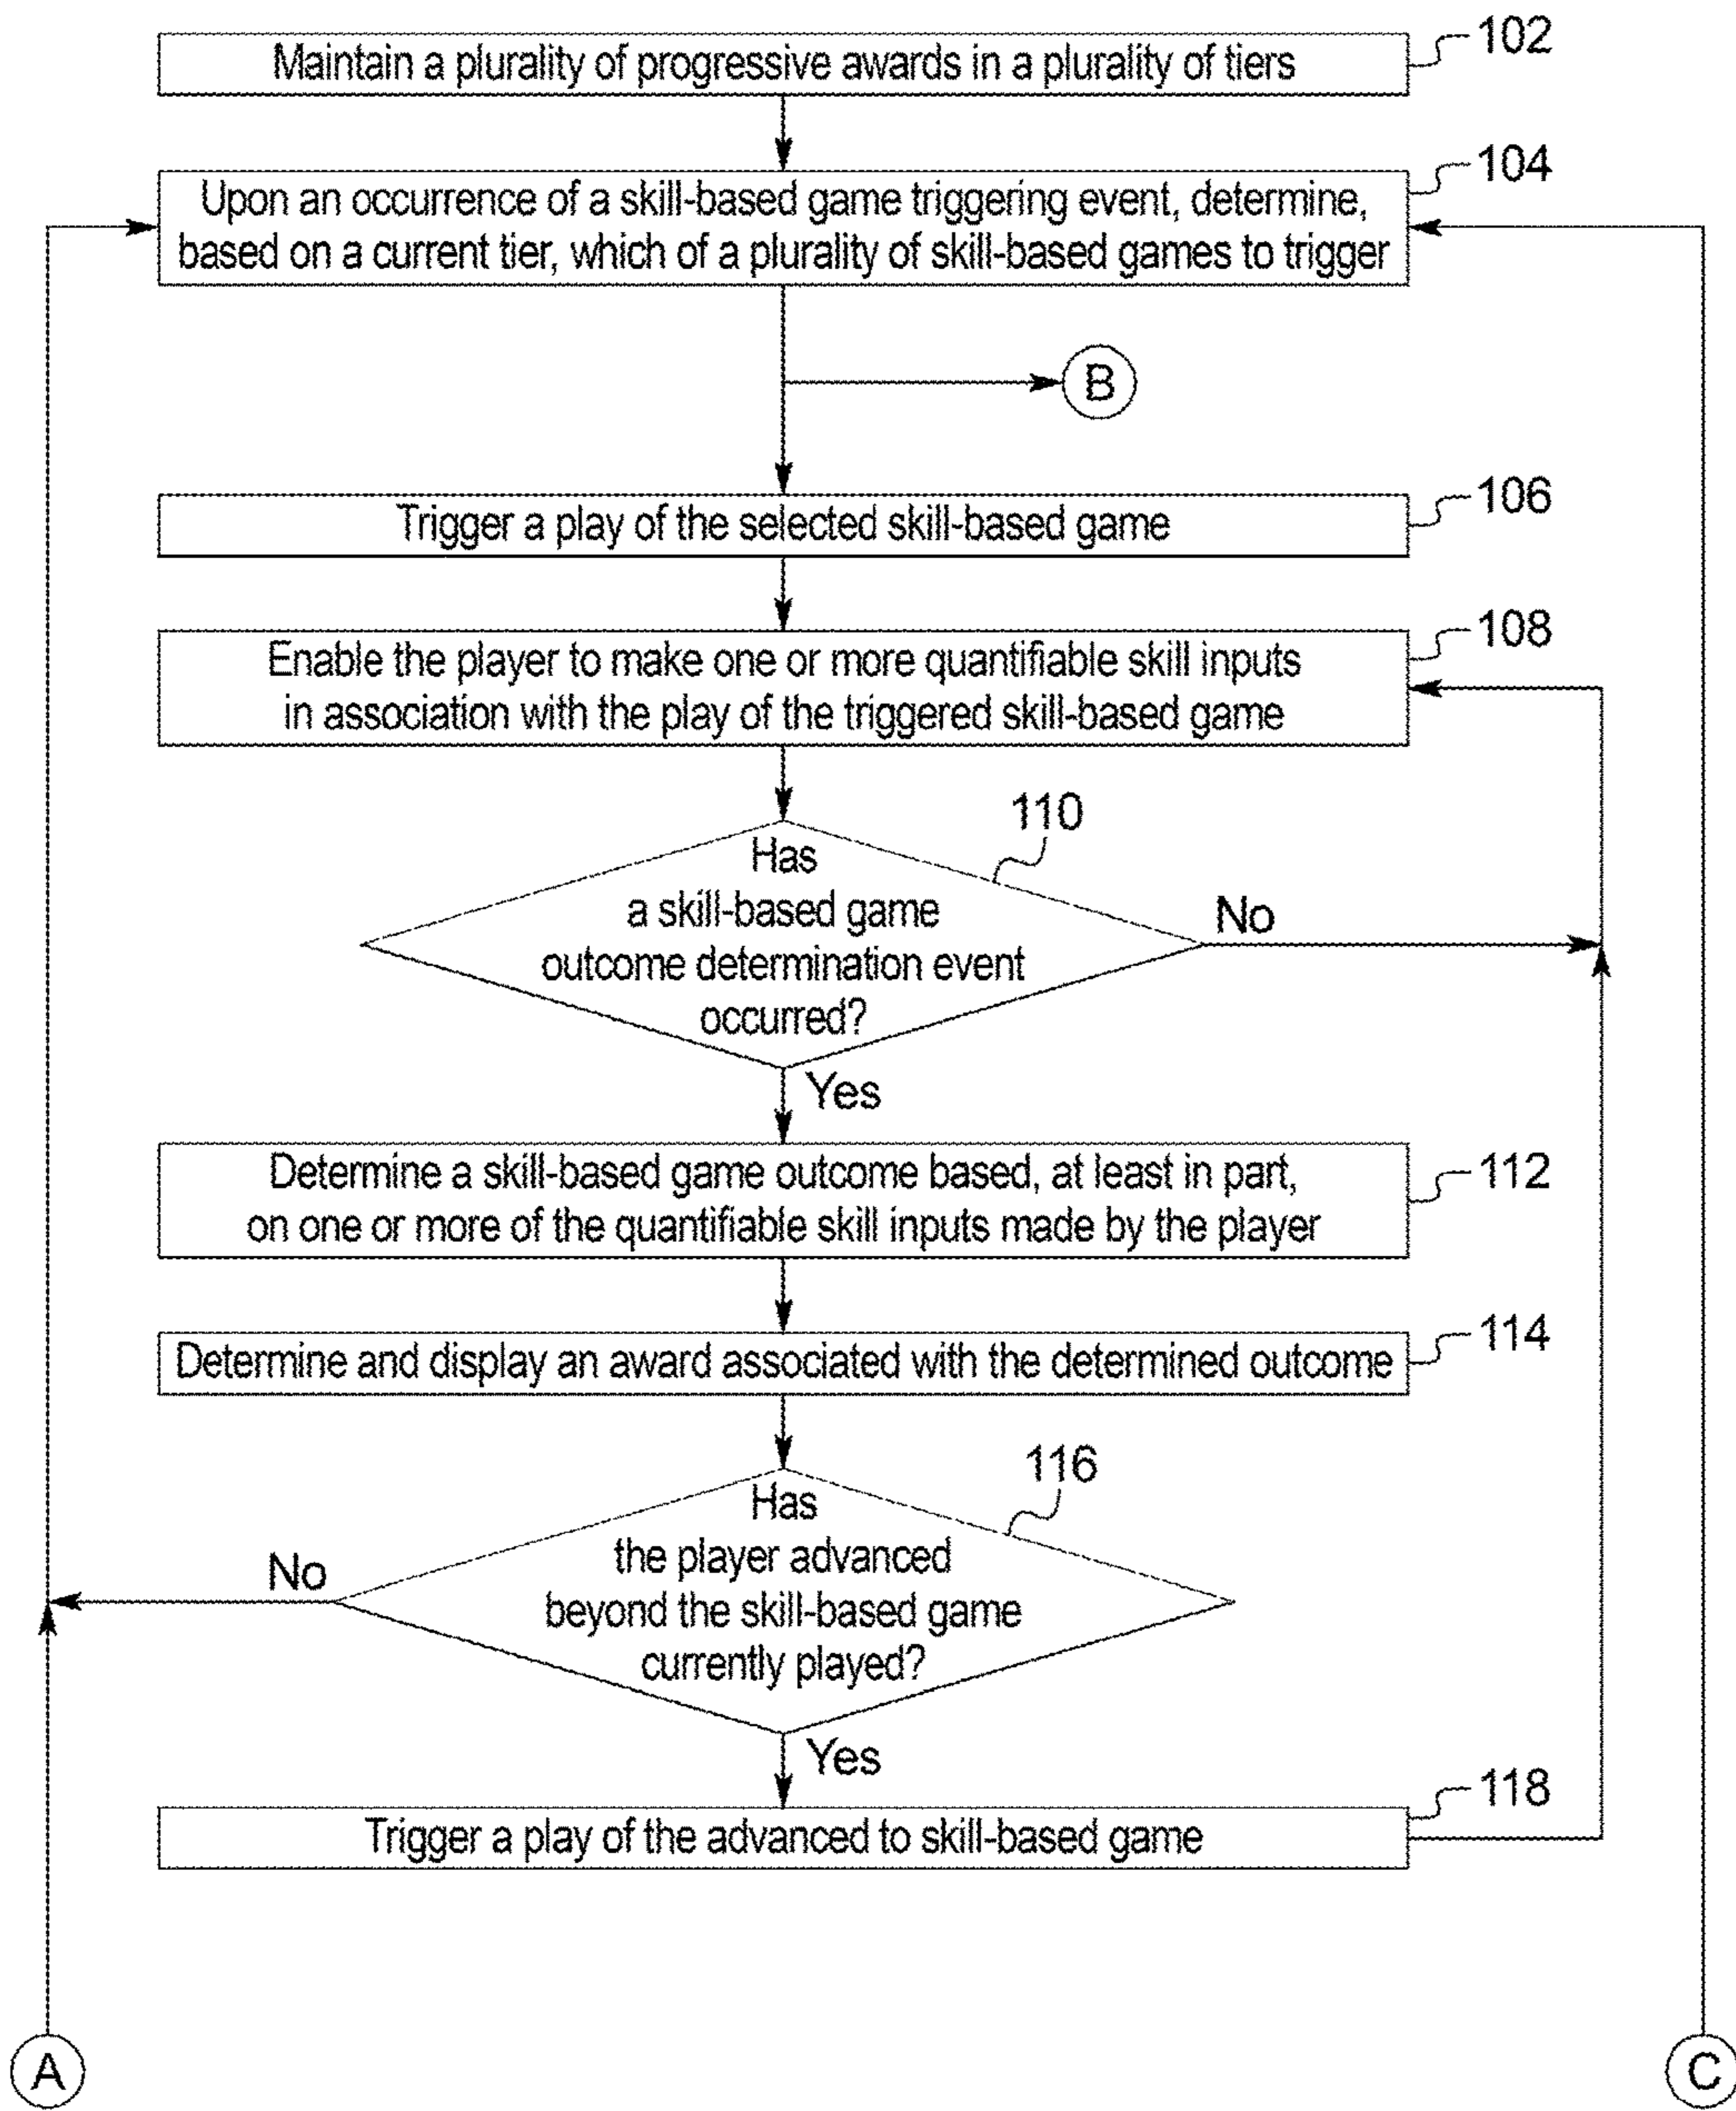 Maintain a plurality of progressive awards in a plurality of tiers
102
Upon an occurrence of a skill-based game triggering event, determine,
based on a current tier, which of a plurality of skill-based games to trigger
104
B
Trigger a play of the selected skill-based game
106
Enable the player to make one or more quantifiable skill inputs
in association with the play of the triggered skill-based game
108
110
Has
a skill-based game
outcome determination event
occurred?
No
Yes
Determine a skill-based game outcome based, at least in part,
on one or more of the quantifiable skill inputs made by the player
112
Determine and display an award associated with the determined outcome
114
116
Has
the player advanced
beyond the skill-based game
currently played?
No
Yes
Trigger a play of the advanced to skill-based game
118
A
C